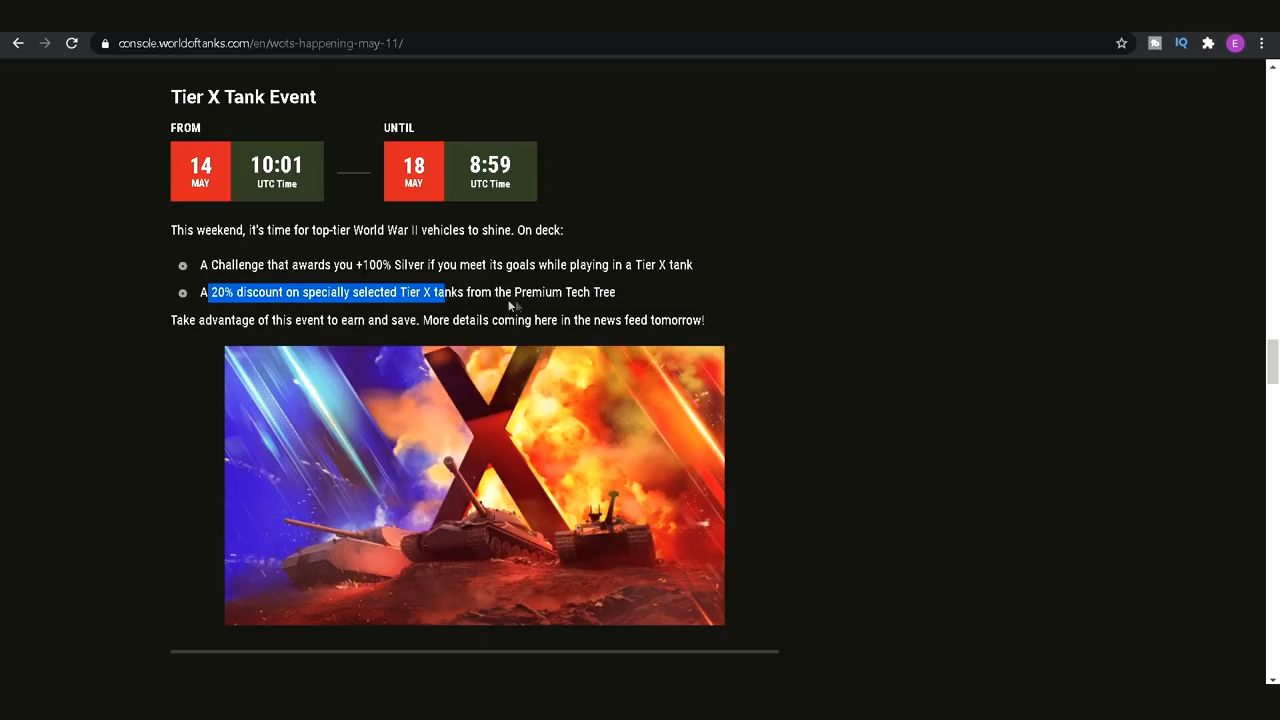 console.worldoftanks.com/en/wots-happening-may-11/
IQ
E
Tier X Tank Event
FROM
UNTIL
14 MAY
10:01 UTC Time
18 MAY
8:59 UTC Time
This weekend, it's time for top-tier World War II vehicles to shine. On deck:
A Challenge that awards you +100% Silver if you meet its goals while playing in a Tier X tank
A 20% discount on specially selected Tier X tanks from the Premium Tech Tree
Take advantage of this event to earn and save. More details coming here in the news feed tomorrow!
X